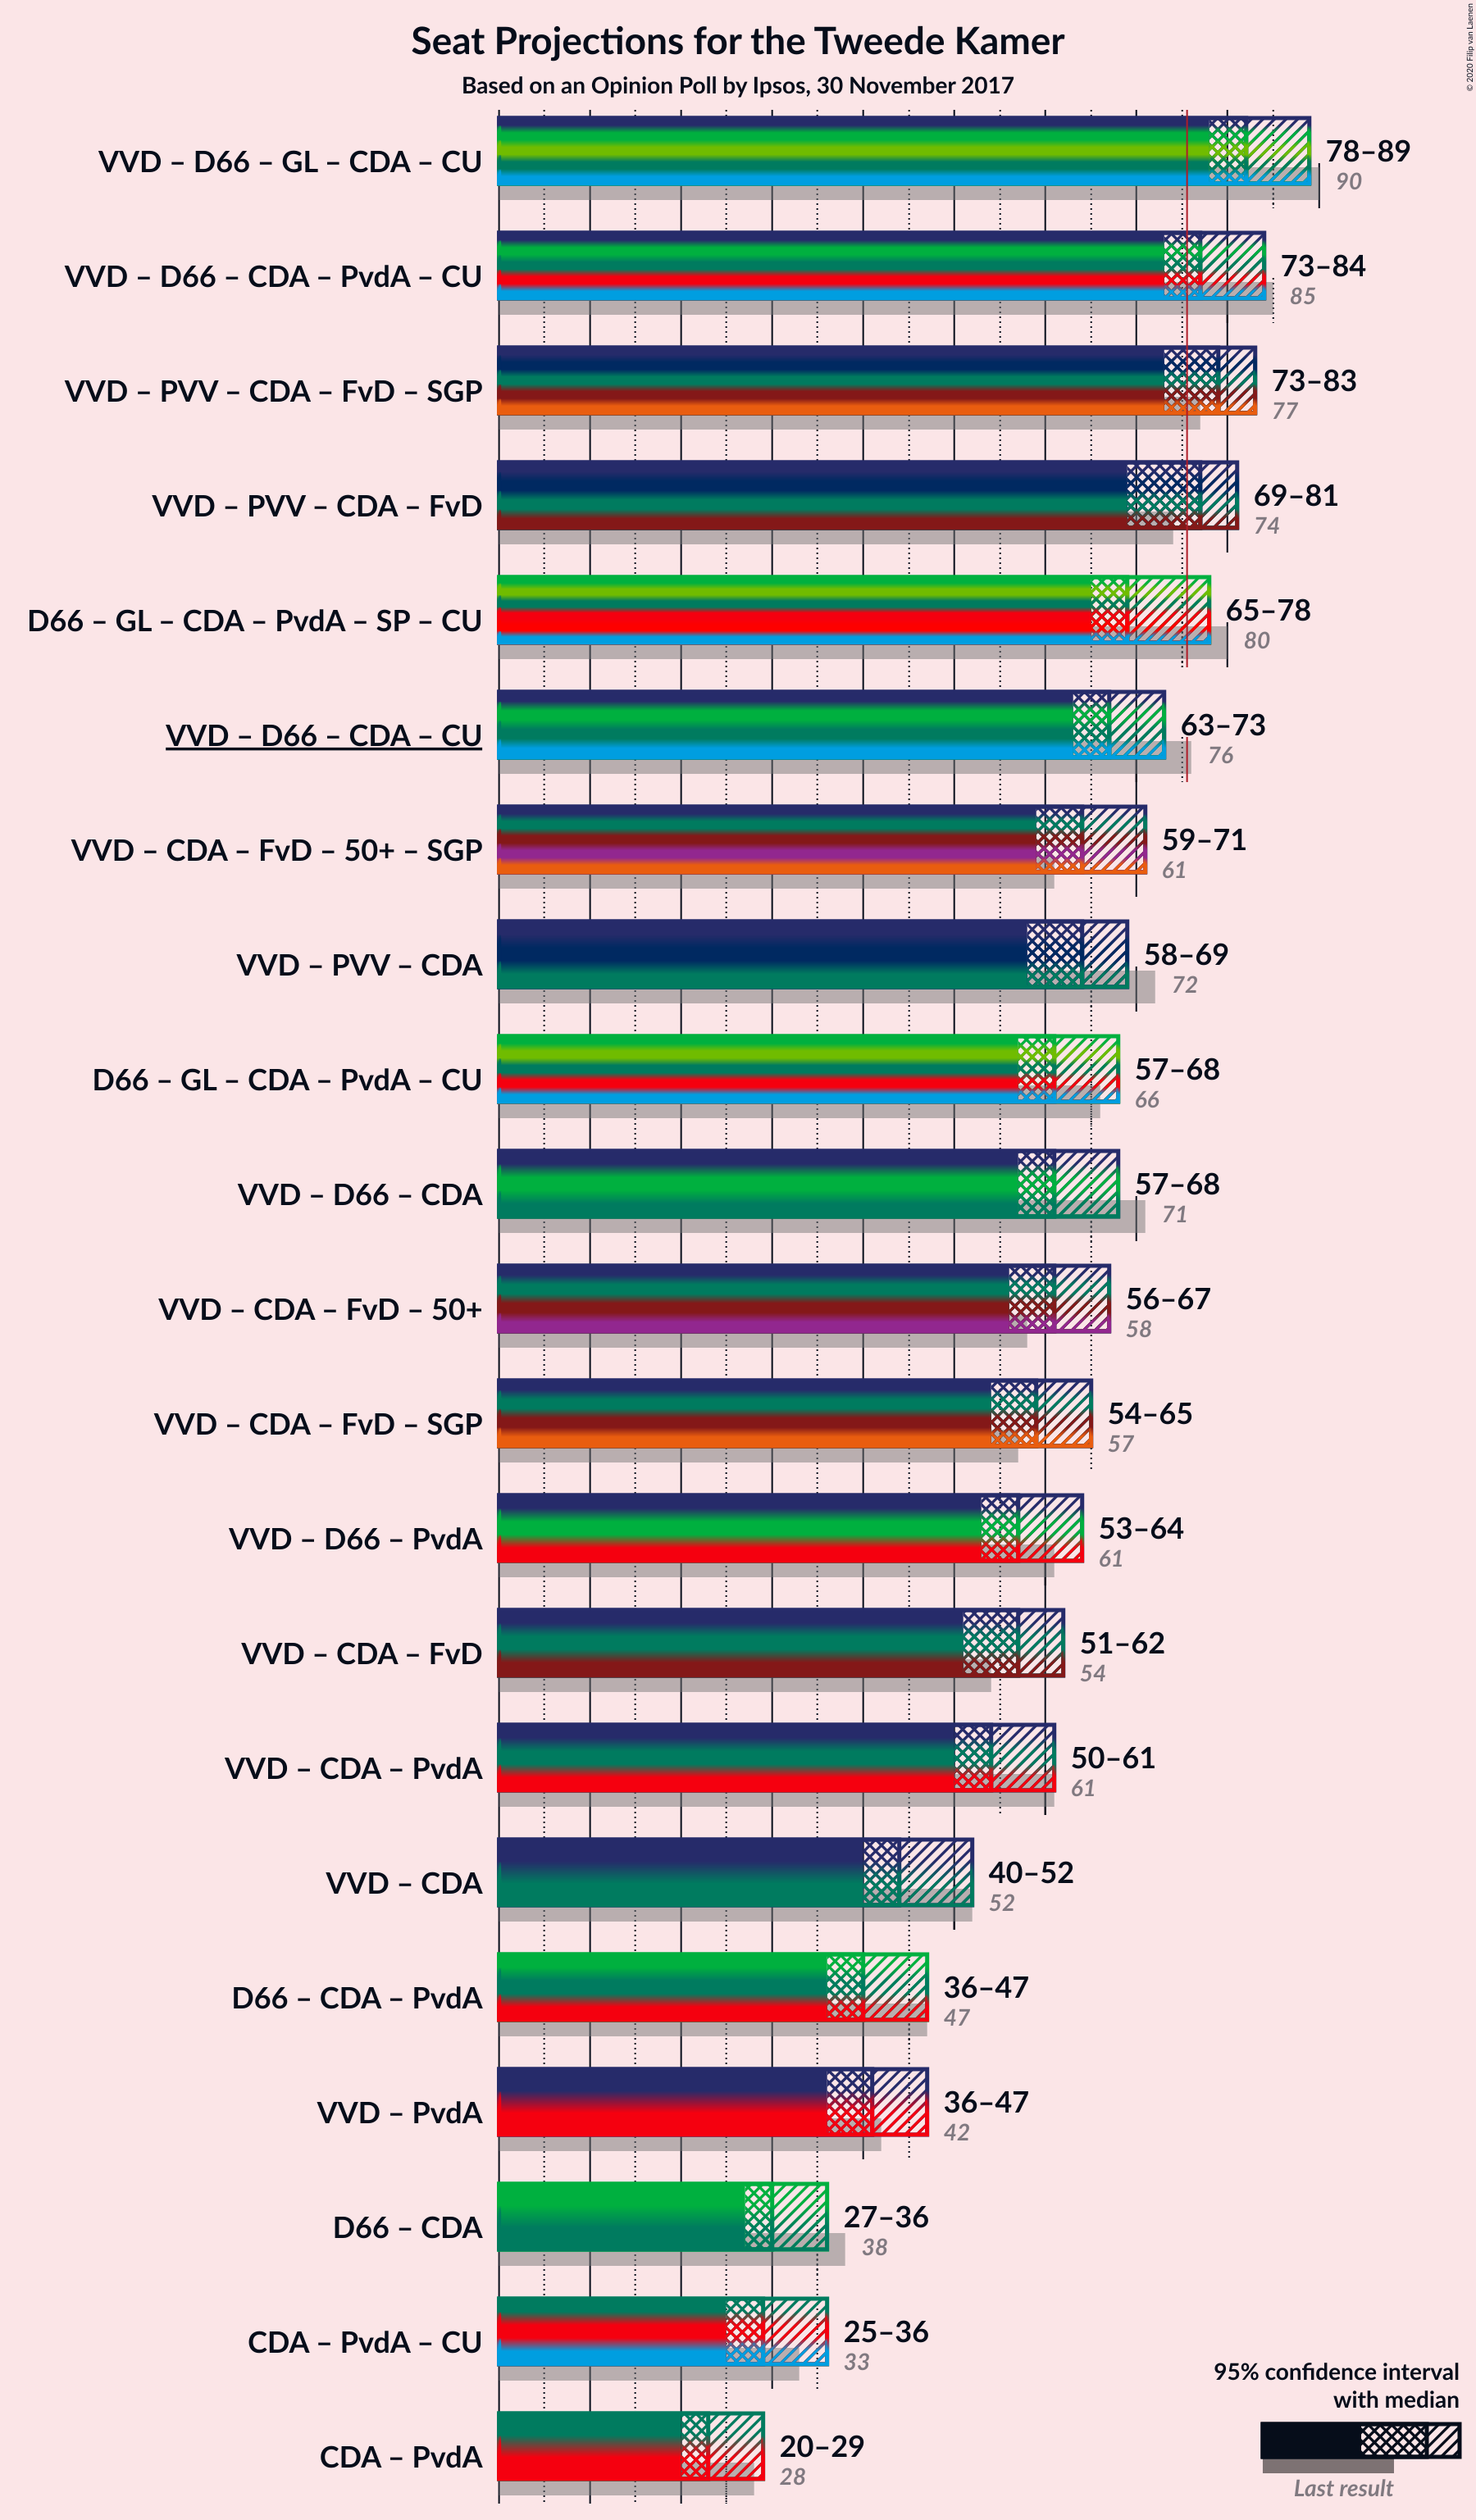 Seat Projections for the Tweede Kamer
Based on an Opinion Poll by Ipsos, 30 November 2017
© 2020 Filip van Laenen
VVD – D66 – GL – CDA – CU
78–89
90
VVD – D66 – CDA – PvdA – CU
73–84
85
VVD – PVV – CDA – FvD – SGP
73–83
77
VVD – PVV – CDA – FvD
69–81
74
D66 – GL – CDA – PvdA – SP – CU
65–78
80
VVD – D66 – CDA – CU
63–73
76
VVD – CDA – FvD – 50+ – SGP
59–71
61
VVD – PVV – CDA
58–69
72
D66 – GL – CDA – PvdA – CU
57–68
66
VVD – D66 – CDA
57–68
71
VVD – CDA – FvD – 50+
56–67
58
VVD – CDA – FvD – SGP
54–65
57
VVD – D66 – PvdA
53–64
61
VVD – CDA – FvD
51–62
54
VVD – CDA – PvdA
50–61
61
VVD – CDA
40–52
52
D66 – CDA – PvdA
36–47
47
VVD – PvdA
36–47
42
D66 – CDA
27–36
38
CDA – PvdA – CU
25–36
33
CDA – PvdA
20–29
28
95% confidence interval
with median
Last result